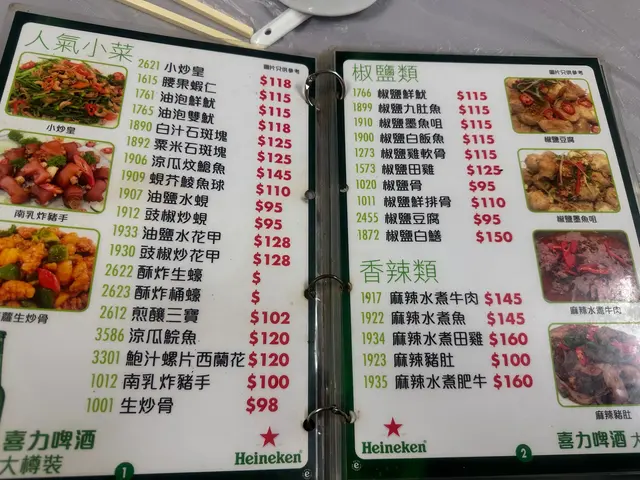 人氣小菜
圖片只供參考
2621 小炒皇 $118
1615 腰果蝦仁 $115
1761 油泡鮮魷 $115
1765 油泡雙魷 $118
1890 白汁石斑塊 $125
1892 粟米石斑塊 $125
1906 涼瓜炆鯇魚 $145
1909 蜆芥鯪魚球 $110
1907 油鹽水蜆 $95
1912 豉椒炒蜆 $95
1933 油鹽水花甲 $128
1930 豉椒炒花甲 $128
2622 酥炸生蠔 $
2623 酥炸桶蠔 $
2612 煎釀三寶 $102
3586 涼瓜鯇魚 $120
3301 鮑汁螺片西蘭花 $120
1012 南乳炸豬手 $100
1001 生炒骨 $98
小炒皇
南乳炸豬手
生炒骨
喜力啤酒
大樽裝
1
Heineken
椒鹽類
圖片只供參考
1766 椒鹽鮮魷 $115
1899 椒鹽九肚魚 $115
1910 椒鹽墨魚咀 $115
1900 椒鹽白飯魚 $115
1273 椒鹽雞軟骨 $115
1573 椒鹽田雞 $125
1020 椒鹽骨 $95
1011 椒鹽鮮排骨 $110
2455 椒鹽豆腐 $95
1872 椒鹽白鱔 $150
香辣類
1917 麻辣水煮牛肉 $145
1922 麻辣水煮魚 $145
1934 麻辣水煮田雞 $160
1923 麻辣豬肚 $100
1935 麻辣水煮肥牛 $160
椒鹽豆腐
椒鹽墨魚咀
麻辣水煮牛肉
麻辣豬肚
Heineken
2
喜力啤酒 大